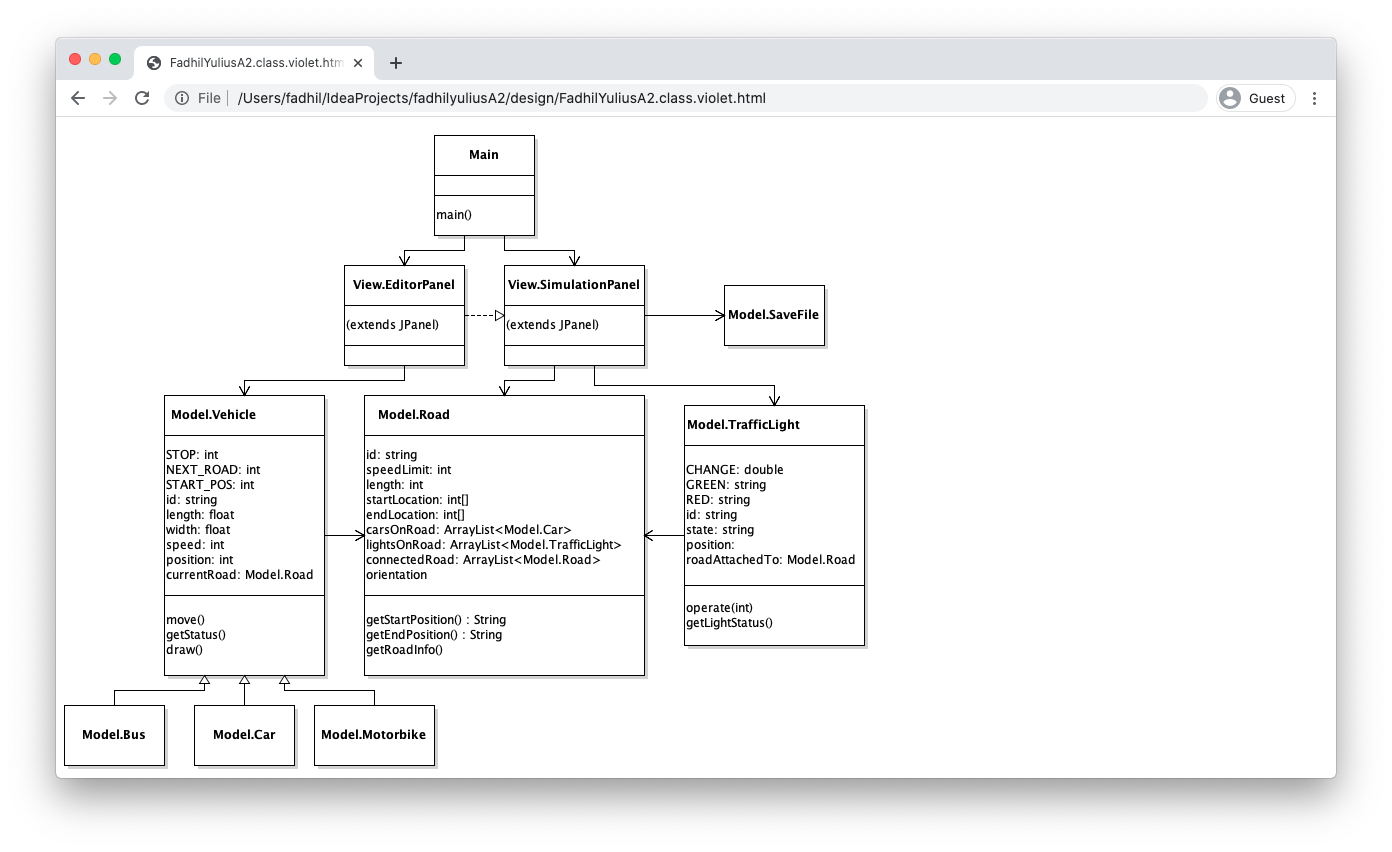 FadhilYuliusA2.class.violet.htm
File
/Users/fadhil/IdeaProjects/fadhilyuliusA2/design/FadhilYuliusA2.class.violet.html
Guest
Main
main()
View.EditorPanel
(extends JPanel)
View.SimulationPanel
(extends JPanel)
Model.SaveFile
Model.Vehicle
STOP: int
NEXT_ROAD: int
START_POS: int
id: string
length: float
width: float
speed: int
position: int
currentRoad: Model.Road
move()
getStatus()
draw()
Model.Road
id: string
speedLimit: int
length: int
startLocation: int[]
endLocation: int[]
carsOnRoad: ArrayList<Model.Car>
lightsOnRoad: ArrayList<Model.TrafficLight>
connectedRoad: ArrayList<Model.Road>
orientation
getStartPosition() : String
getEndPosition() : String
getRoadInfo()
Model.TrafficLight
CHANGE: double
GREEN: string
RED: string
id: string
state: string
position:
roadAttachedTo: Model.Road
operate(int)
getLightStatus()
Model.Bus
Model.Car
Model.Motorbike